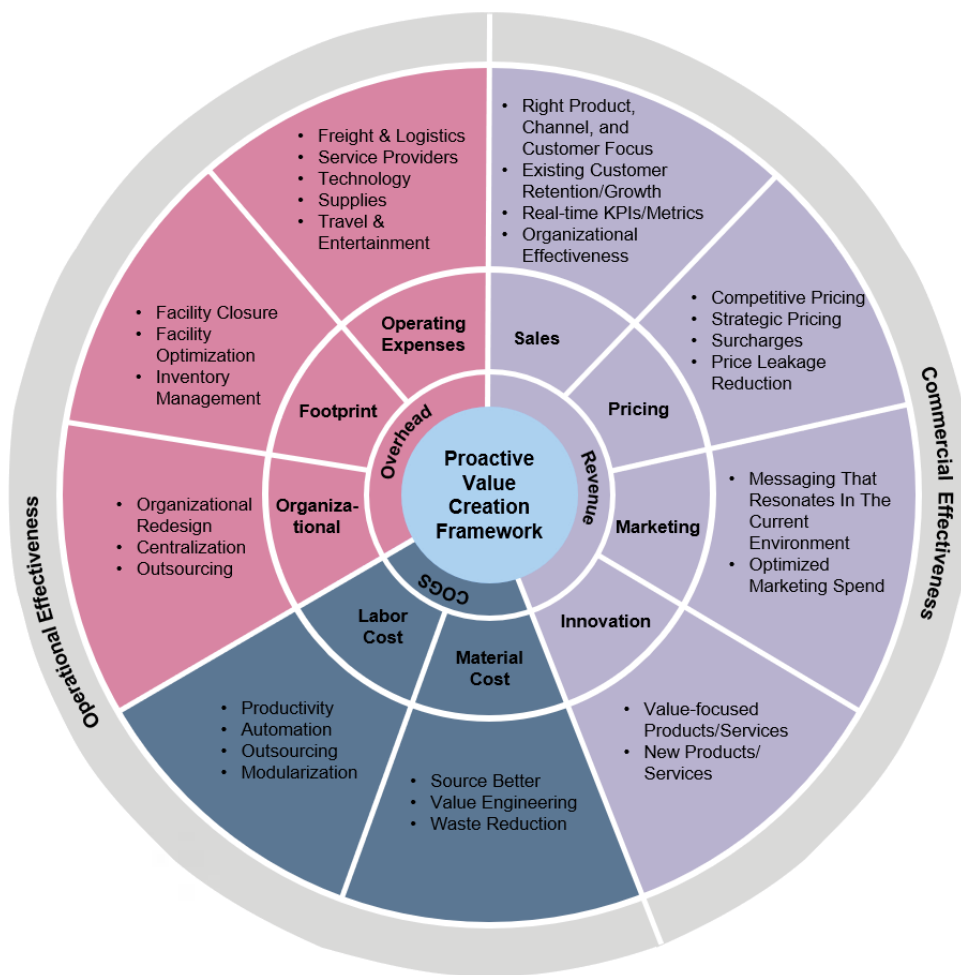 Proactive
Value
Creation
Framework
Revenue
COGS
Overhead
Sales
Pricing
Marketing
Innovation
Material
Cost
Labor
Cost
Organiza-
tional
Footprint
Operating
Expenses
• Right Product,
Channel, and
Customer Focus
• Existing Customer
Retention/Growth
• Real-time KPIs/Metrics
• Organizational
Effectiveness
• Competitive Pricing
• Strategic Pricing
• Surcharges
• Price Leakage
Reduction
• Messaging That
Resonates In The
Current
Environment
• Optimized
Marketing Spend
• Value-focused
Products/Services
• New Products/
Services
• Source Better
• Value Engineering
• Waste Reduction
• Productivity
• Automation
• Outsourcing
• Modularization
• Organizational
Redesign
• Centralization
• Outsourcing
• Facility Closure
• Facility
Optimization
• Inventory
Management
• Freight & Logistics
• Service Providers
• Technology
• Supplies
• Travel &
Entertainment
Commercial Effectiveness
Operational Effectiveness